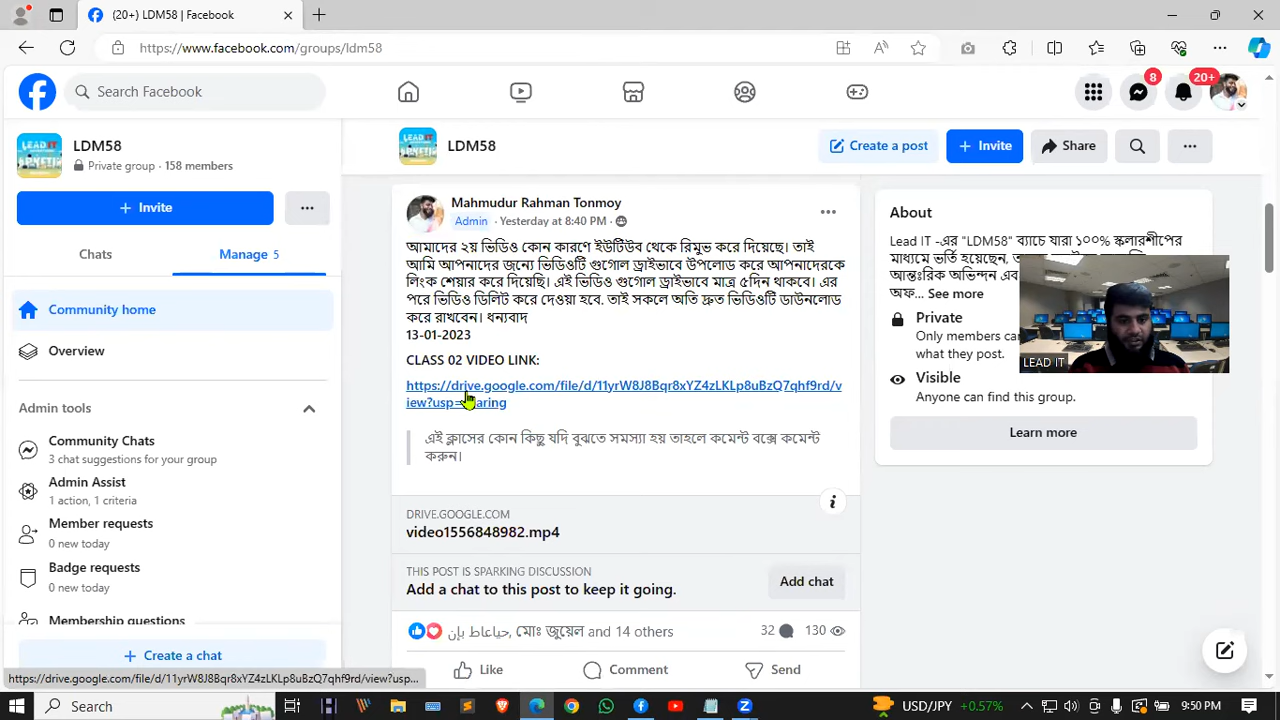 (20+) LDM58 | Facebook
https://www.facebook.com/groups/ldm58
Search Facebook
8
20+
LDM58
Private group · 158 members
Invite
Chats
Manage 5
Community home
Overview
Admin tools
Community Chats
3 chat suggestions for your group
Admin Assist
1 action, 1 criteria
Member requests
0 new today
Badge requests
0 new today
Membership questions
Create a chat
LDM58
Create a post
Invite
Share
Mahmudur Rahman Tonmoy
Admin · Yesterday at 8:40 PM ·
আমাদের ২য় ভিডিও কোন কারণে ইউটিউব থেকে রিমুভ করে দিয়েছে। তাই
আমি আপনাদের জন্যে ভিডিওটি গুগোল ড্রাইভাবে উপলোড করে আপনাদেরকে
লিংক শেয়ার করে দিয়েছি। এই ভিডিও গুগোল ড্রাইভাবে মাত্র ৫দিন থাকবে। এর
পরে ভিডিও ডিলিট করে দেওয়া হবে. তাই সকলে অতি দ্রুত ভিডিওটি ডাউনলোড
করে রাখবেন। ধন্যবাদ
13-01-2023
CLASS 02 VIDEO LINK:
https://drive.google.com/file/d/11yrW8J8Bqr8xYZ4zLKLp8uBzQ7qhf9rd/v
iew?usp=sharing
এই ক্লাসের কোন কিছু যদি বুঝতে সমস্যা হয় তাহলে কমেন্ট বক্সে কমেন্ট
করুন।
DRIVE.GOOGLE.COM
video1556848982.mp4
THIS POST IS SPARKING DISCUSSION
Add a chat to this post to keep it going.
Add chat
মোঃ জুয়েল and 14 others
32
130
Like
Comment
Send
About
Lead IT -এর "LDM58" ব্যাচে যারা ১০০% স্কলারশীপের
মাধ্যমে ভর্তি হয়েছেন,
আন্তঃরিক অভিন্দন এব
অফ... See more
Private
Only members can
what they post.
Visible
Anyone can find this group.
Learn more
LEAD IT
https://drive.google.com/file/d/11yrW8J8Bqr8xYZ4zLKLp8uBzQ7qhf9rd/view?usp...
Search
USD/JPY +0.57%
9:50 PM